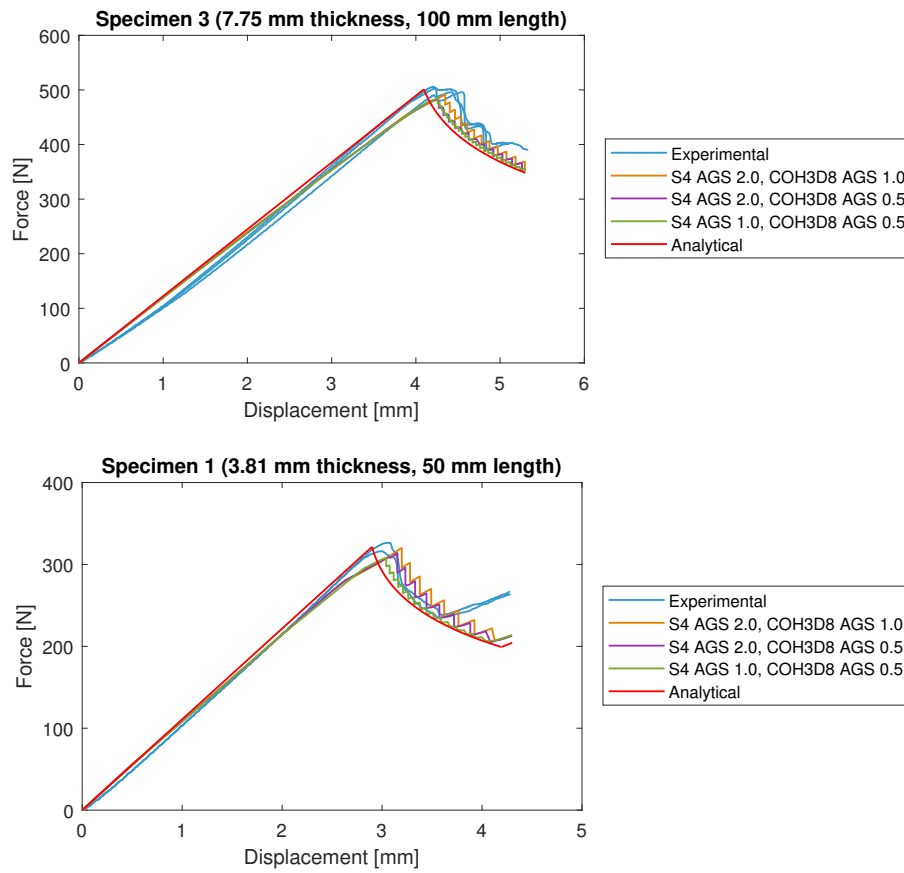 Specimen 3 (7.75 mm thickness, 100 mm length)
600
500
400
300
200
100
0
Force [N]
0 1 2 3 4 5 6
Displacement [mm]
Experimental
S4 AGS 2.0, COH3D8 AGS 1.0
S4 AGS 2.0, COH3D8 AGS 0.5
S4 AGS 1.0, COH3D8 AGS 0.5
Analytical
Specimen 1 (3.81 mm thickness, 50 mm length)
400
300
200
100
0
Force [N]
0 1 2 3 4 5
Displacement [mm]
Experimental
S4 AGS 2.0, COH3D8 AGS 1.0
S4 AGS 2.0, COH3D8 AGS 0.5
S4 AGS 1.0, COH3D8 AGS 0.5
Analytical